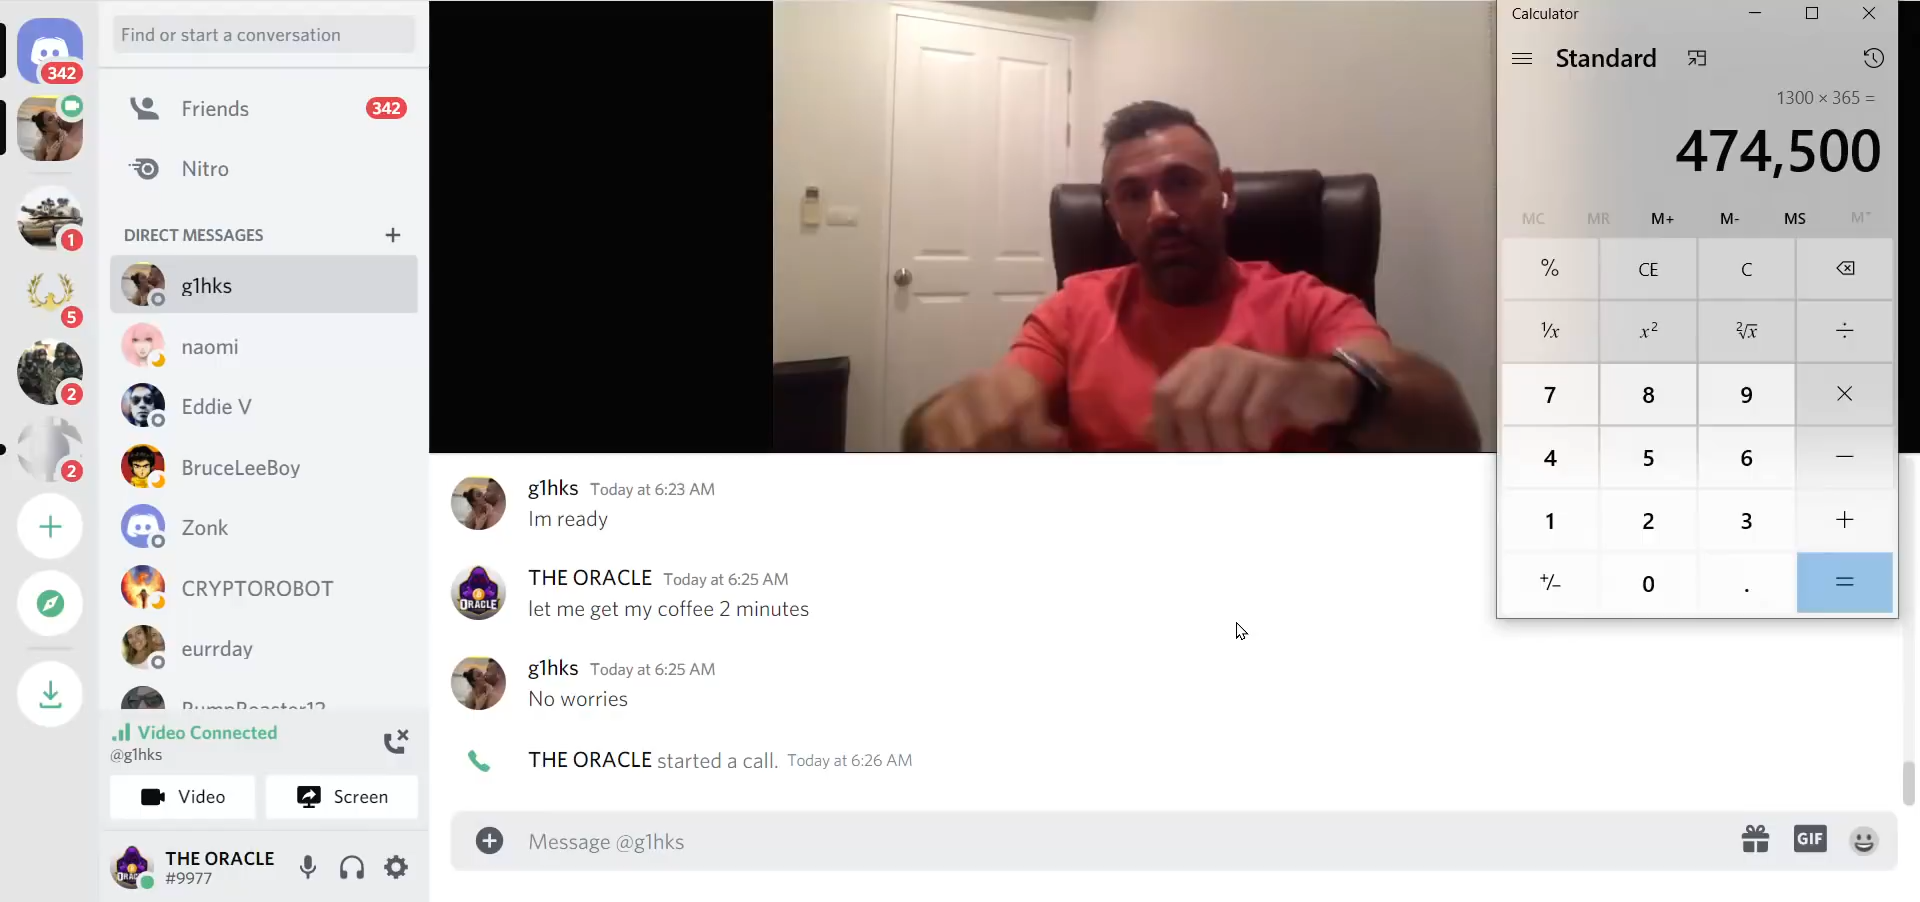 342
1
5
2
2
Find or start a conversation
Friends
342
Nitro
DIRECT MESSAGES
g1hks
naomi
Eddie V
BruceLeeBoy
Zonk
CRYPTOROBOT
eurrday
Video Connected
@g1hks
Video
Screen
THE ORACLE
#9977
g1hks Today at 6:23 AM
Im ready
ORACLE
THE ORACLE Today at 6:25 AM
let me get my coffee 2 minutes
g1hks Today at 6:25 AM
No worries
THE ORACLE started a call. Today at 6:26 AM
Message @g1hks
GIF
Calculator
Standard
1300 × 365 =
474,500
MC MR M+ M- MS M˅
% CE C
¹/x x² ²√x ÷
7 8 9 ×
4 5 6 −
1 2 3 +
+/− 0 . =